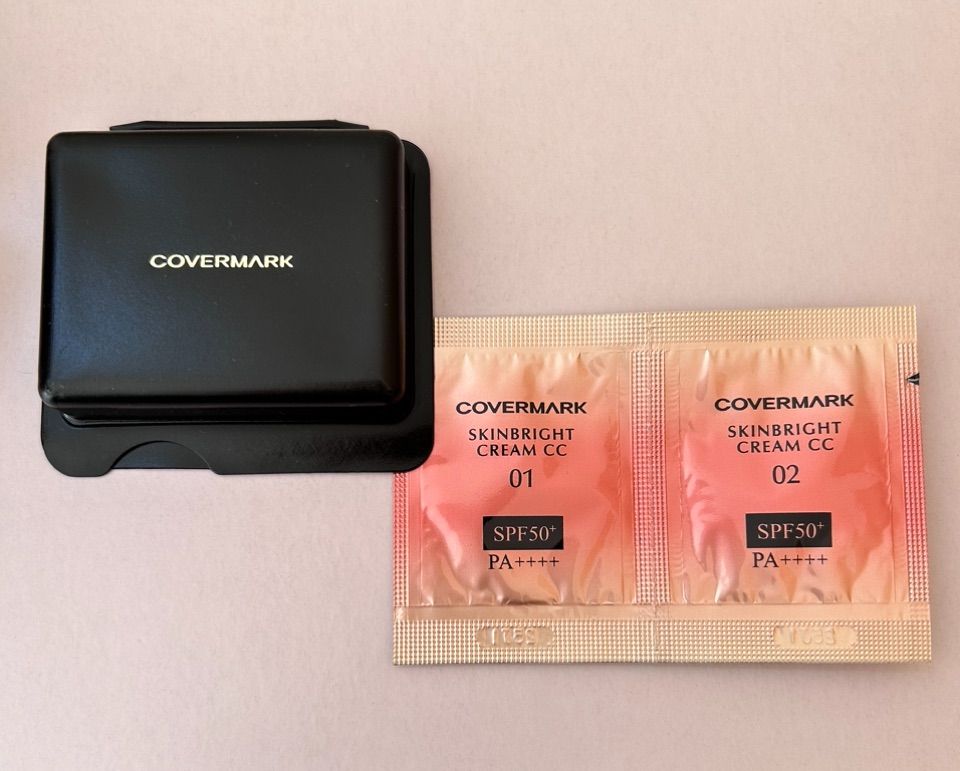 COVERMARK
COVERMARK
SKINBRIGHT
CREAM CC
01
SPF50+
PA++++
COVERMARK
SKINBRIGHT
CREAM CC
02
SPF50+
PA++++